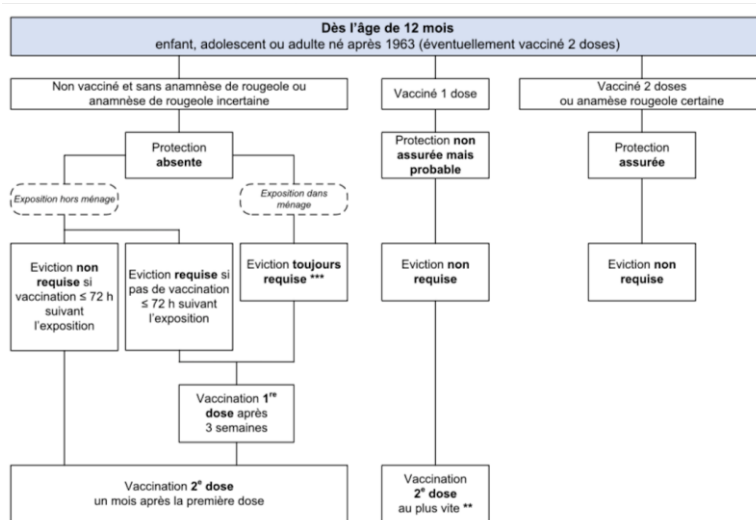 Dès l'âge de 12 mois
enfant, adolescent ou adulte né après 1963 (éventuellement vacciné 2 doses)
Non vacciné et sans anamnèse de rougeole ou
anamnèse de rougeole incertaine
Vacciné 1 dose
Vacciné 2 doses
ou anamèse rougeole certaine
Protection
absente
Protection non
assurée mais
probable
Protection
assurée
Exposition hors ménage
Exposition dans
ménage
Eviction non
requise si
vaccination ≤ 72 h
suivant
l'exposition
Eviction requise si
pas de vaccination
≤ 72 h suivant
l'exposition
Eviction toujours
requise ***
Eviction non
requise
Eviction non
requise
Vaccination 1re
dose après
3 semaines
Vaccination 2e dose
un mois après la première dose
Vaccination
2e dose
au plus vite **